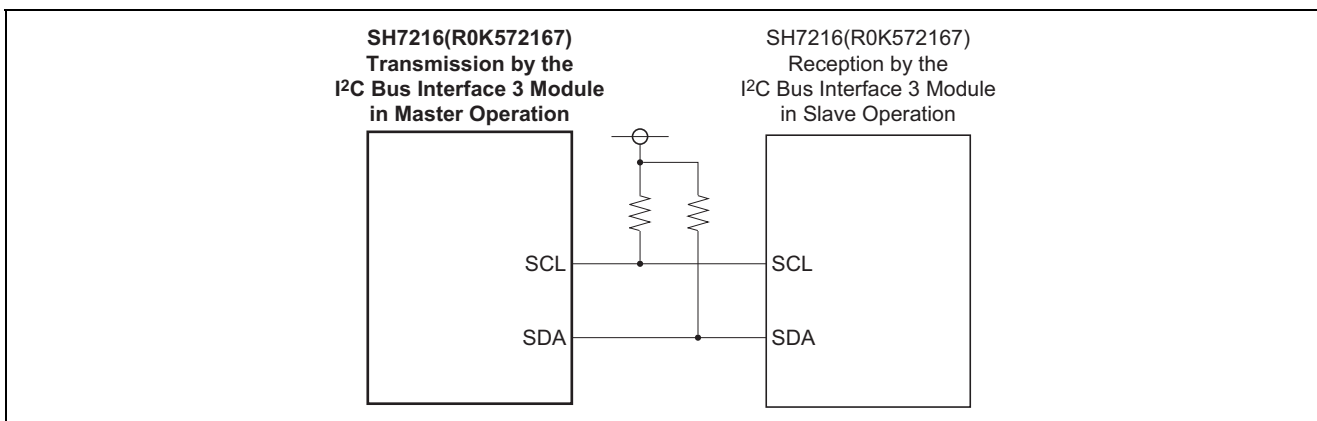 SH7216(R0K572167)
Transmission by the
I²C Bus Interface 3 Module
in Master Operation
SH7216(R0K572167)
Reception by the
I²C Bus Interface 3 Module
in Slave Operation
SCL
SCL
SDA
SDA